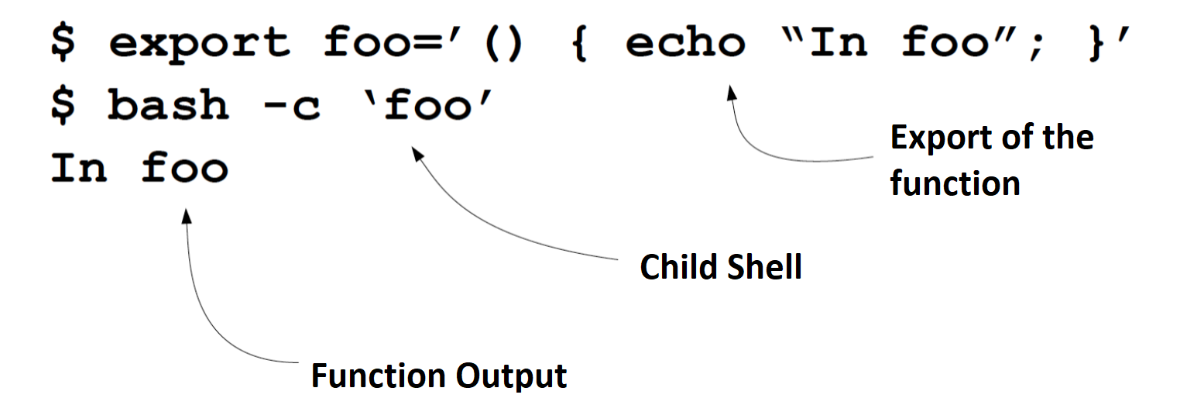 $ export foo=′ () { echo “In foo”; }′
$ bash -c ‘foo′
In foo
Export of the
function
Child Shell
Function Output